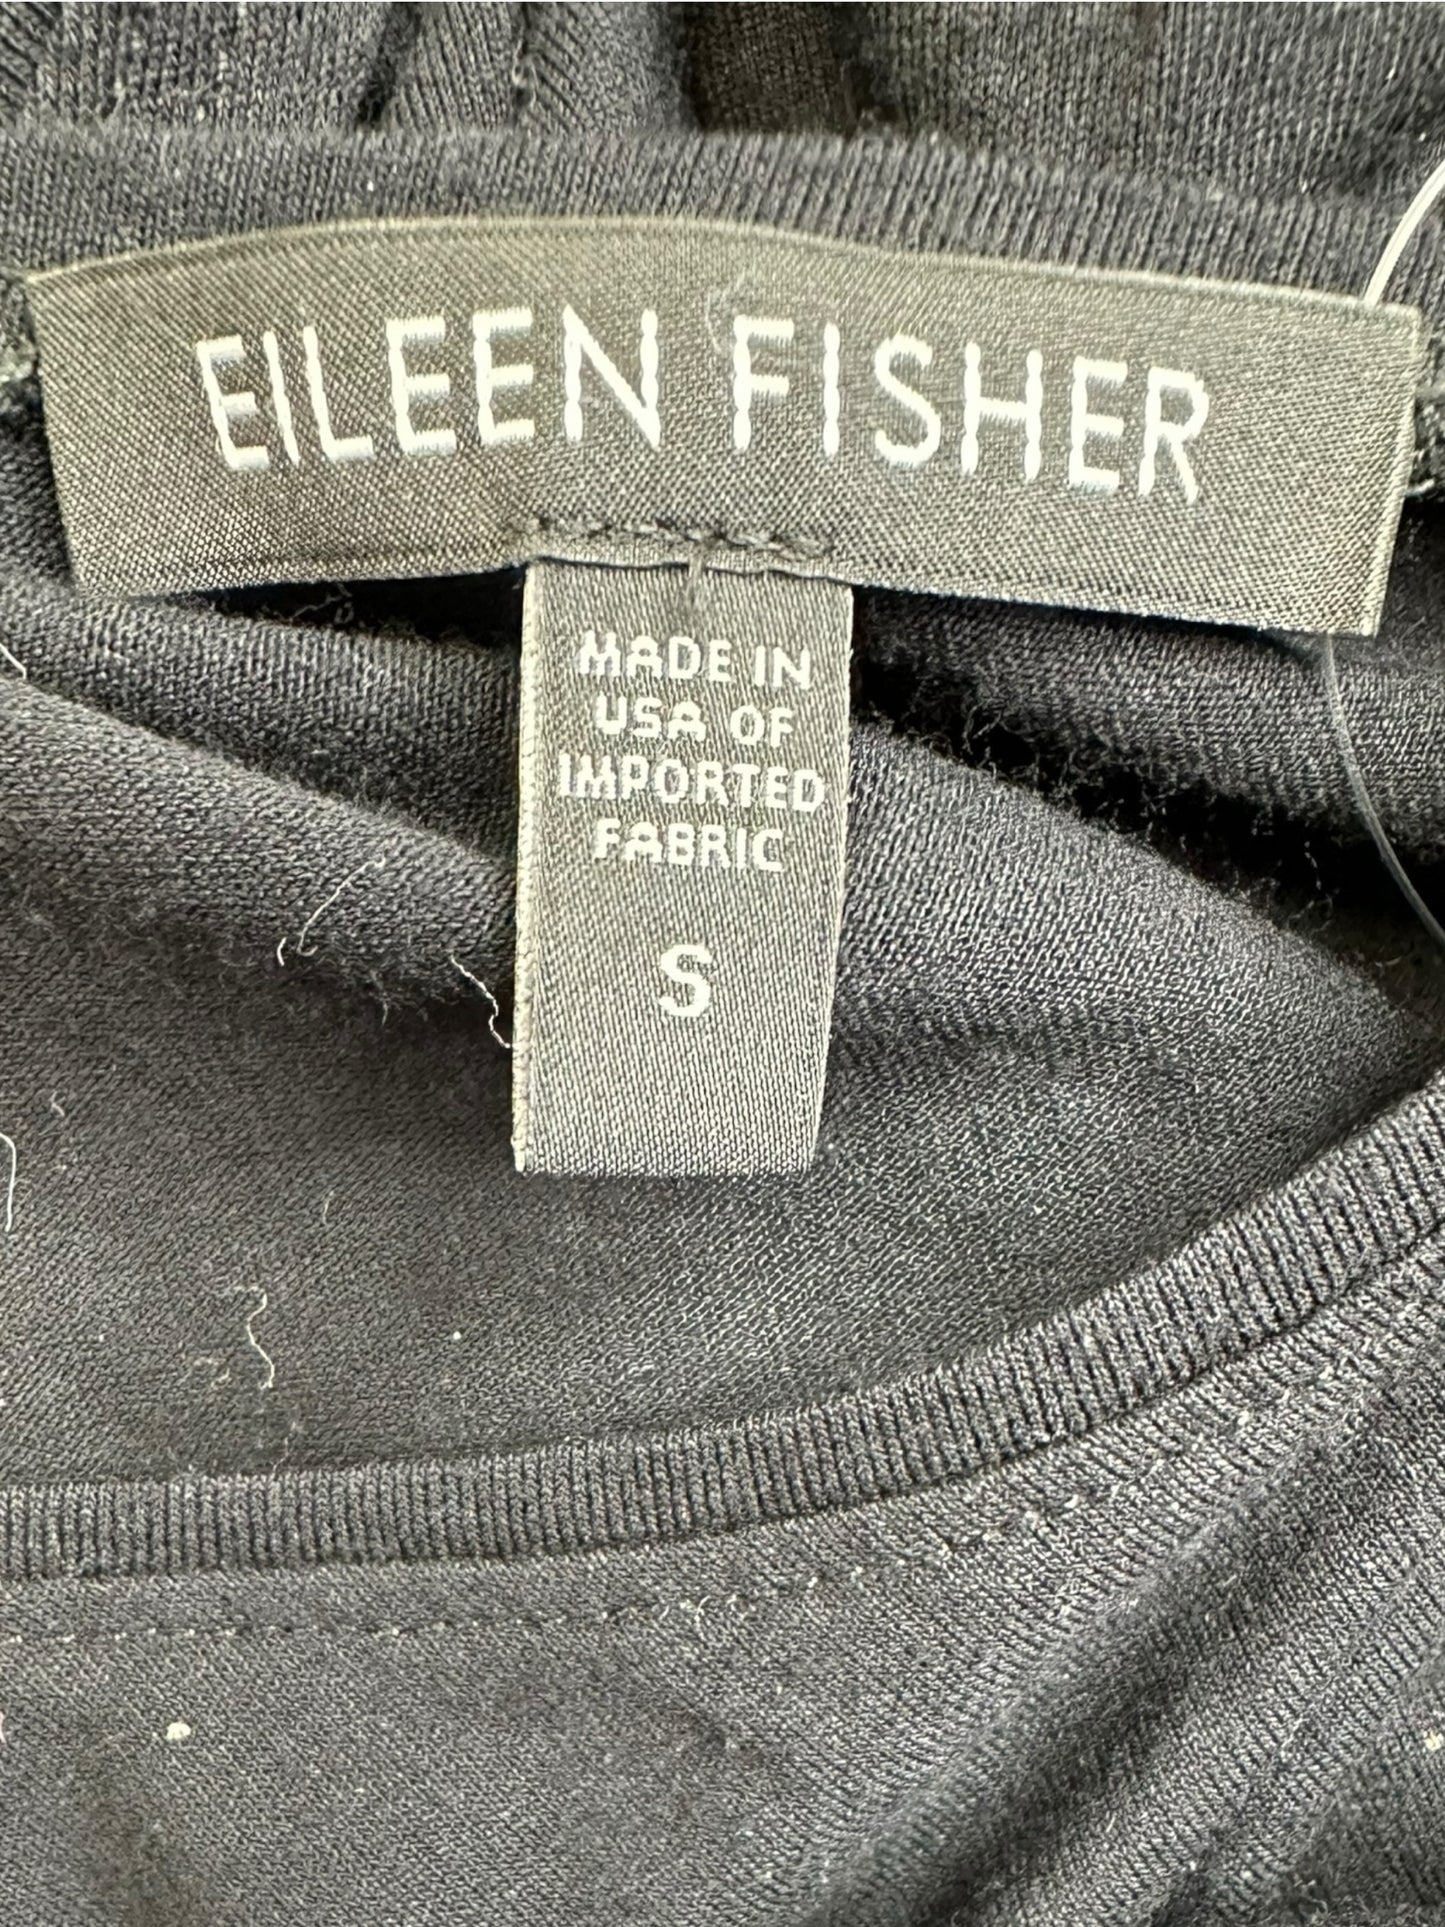 EILEEN FISHER
MADE IN
USA OF
IMPORTED
FABRIC
S